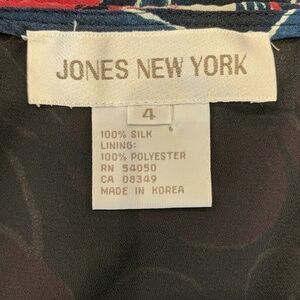 JONES NEW YORK
4
100% SILK
LINING:
100% POLYESTER
RN 54050
CA 08349
MADE IN KOREA